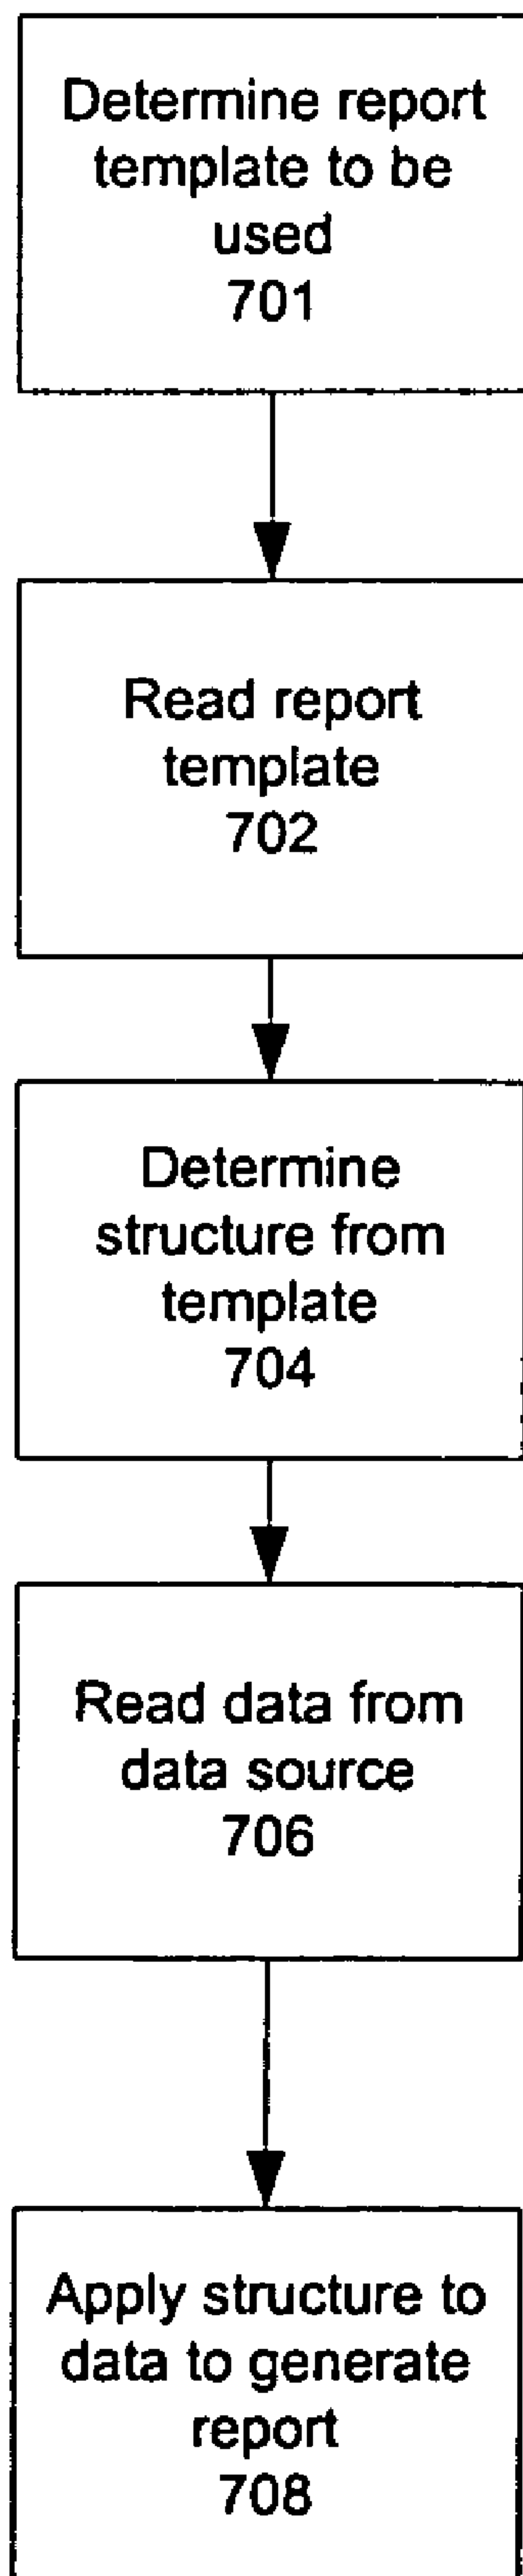 Determine report
template to be
used
701
Read report
template
702
Determine
structure from
template
704
Read data from
data source
706
Apply structure to
data to generate
report
708